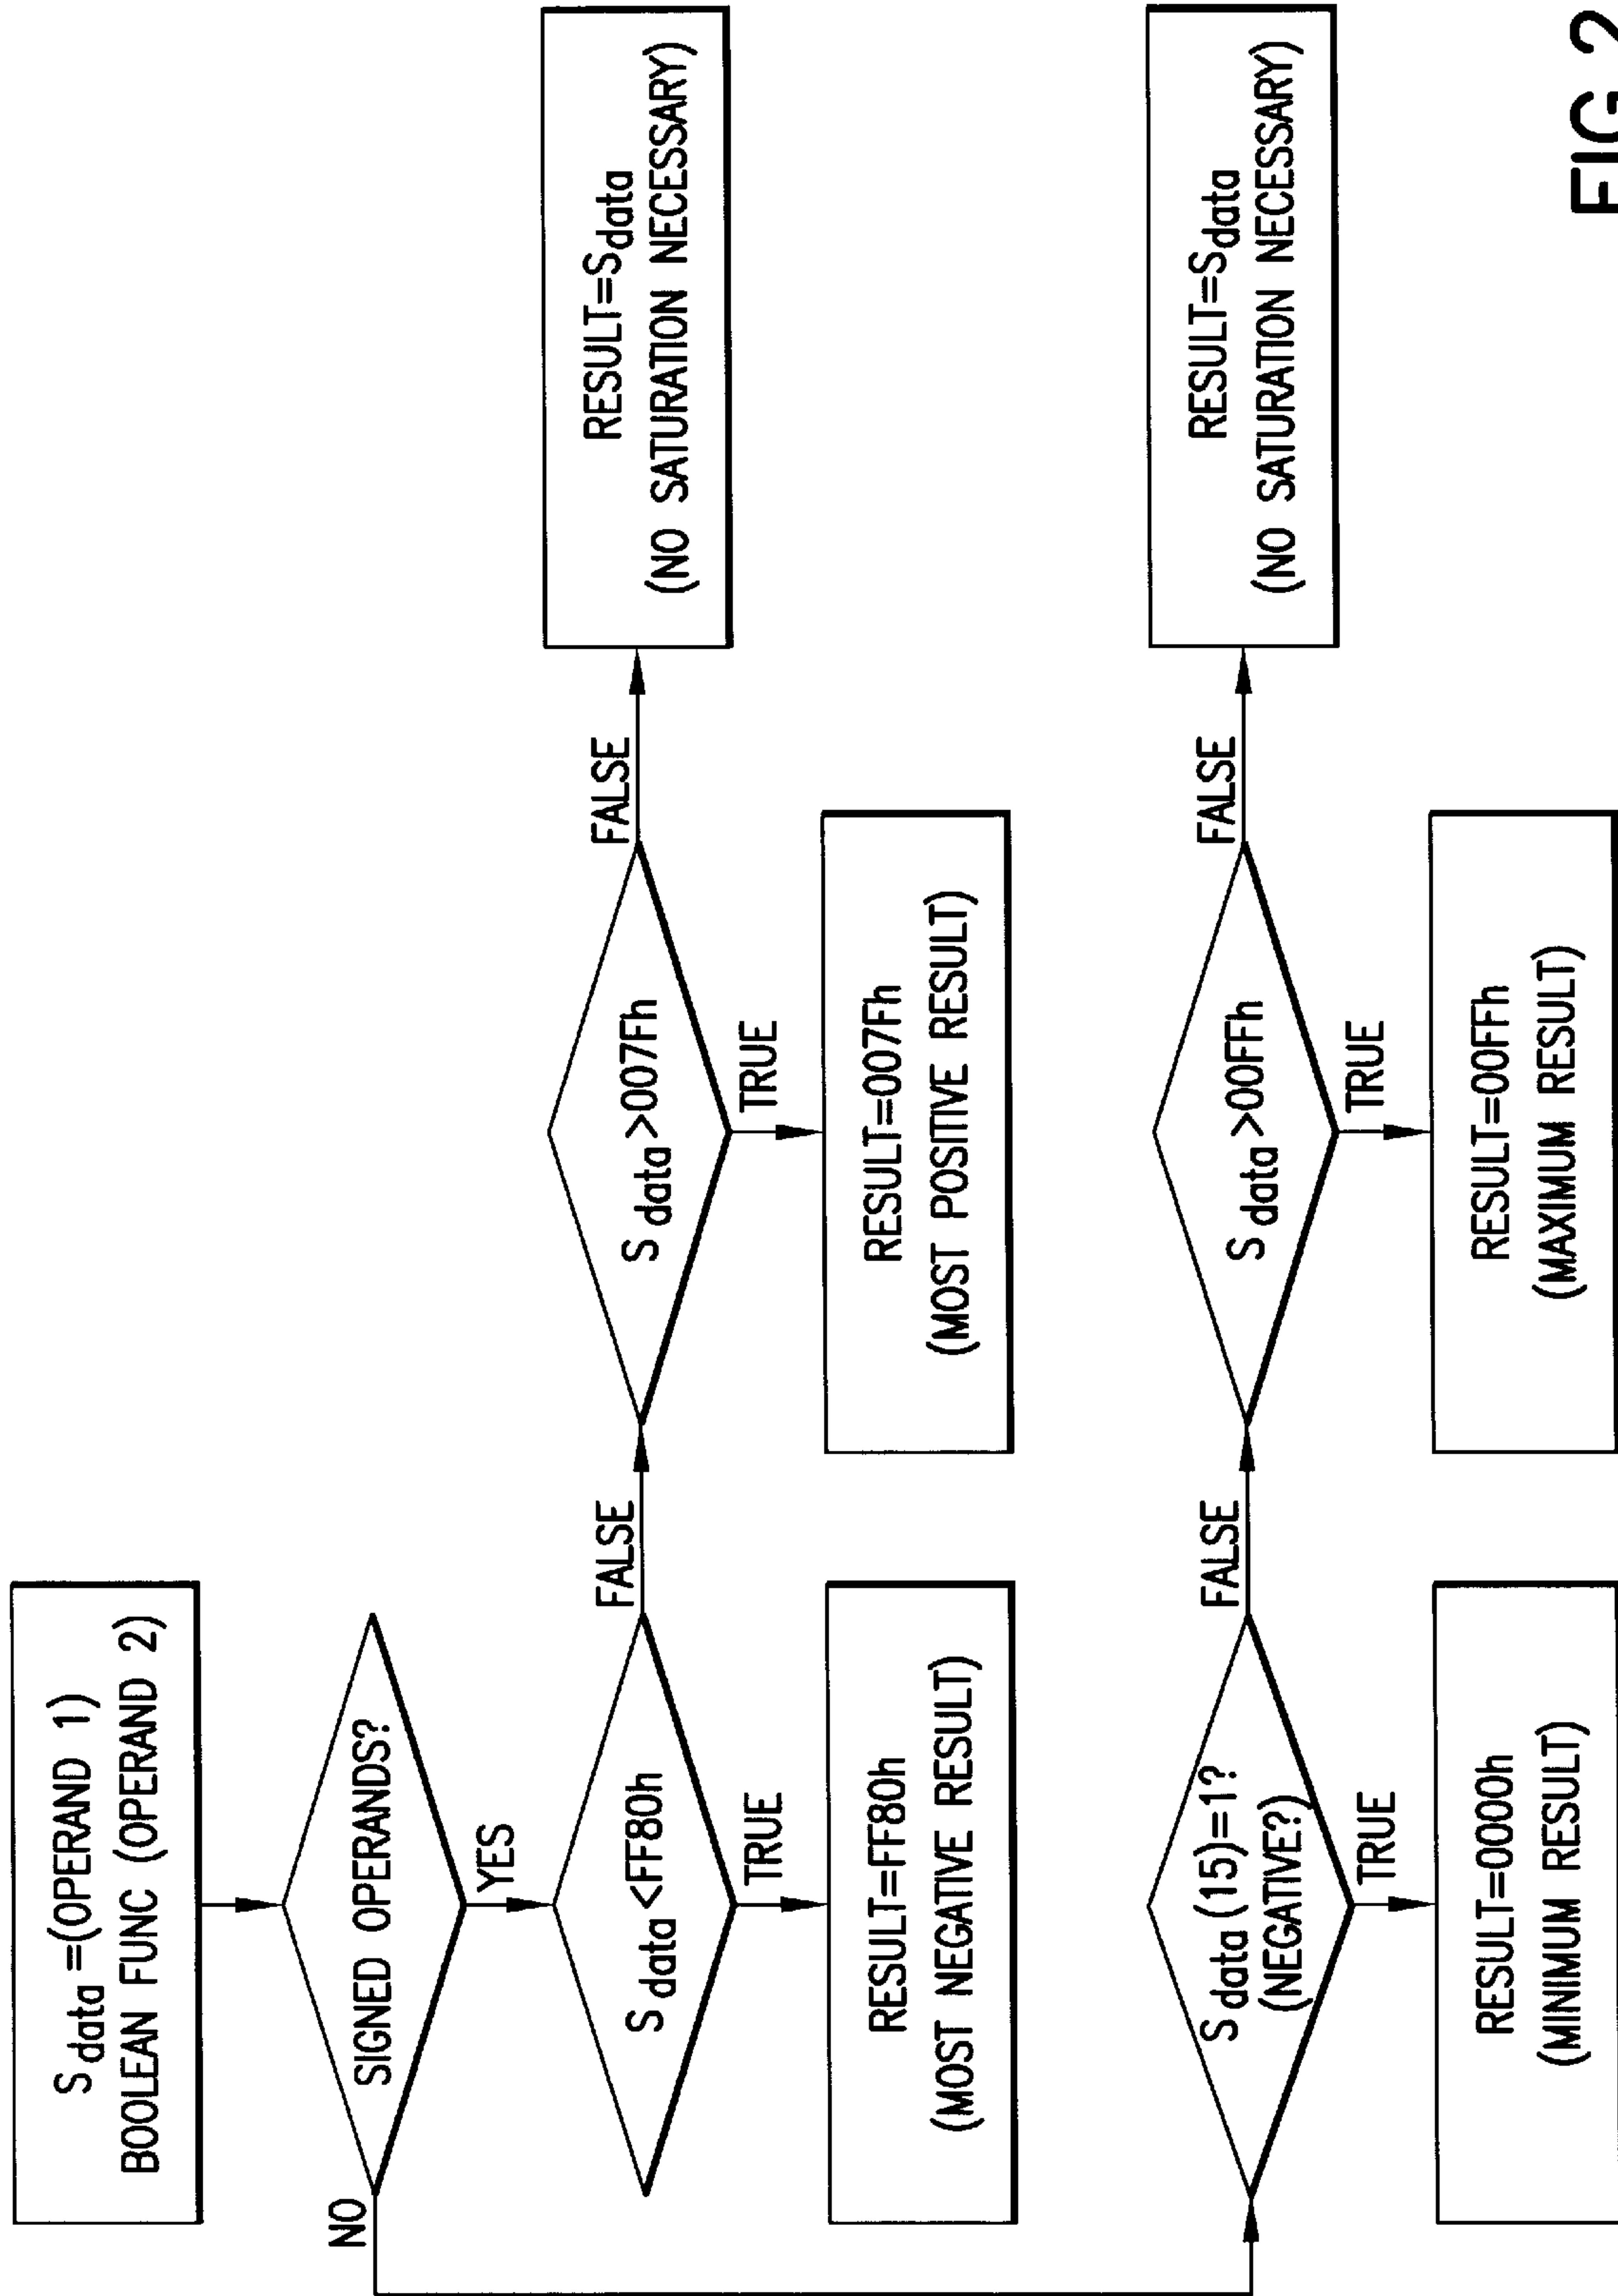 S data =(OPERAND 1)
BOOLEAN FUNC (OPERAND 2)
SIGNED OPERANDS?
NO
YES
S data <FF80h
FALSE
TRUE
RESULT=FF80h
(MOST NEGATIVE RESULT)
S data >007Fh
FALSE
TRUE
RESULT=007Fh
(MOST POSITIVE RESULT)
RESULT=Sdata
(NO SATURATION NECESSARY)
S data (15)=1?
(NEGATIVE?)
FALSE
TRUE
RESULT=0000h
(MINIMUM RESULT)
S data >00FFh
FALSE
TRUE
RESULT=00FFh
(MAXIMUM RESULT)
RESULT=Sdata
(NO SATURATION NECESSARY)
FIG.2